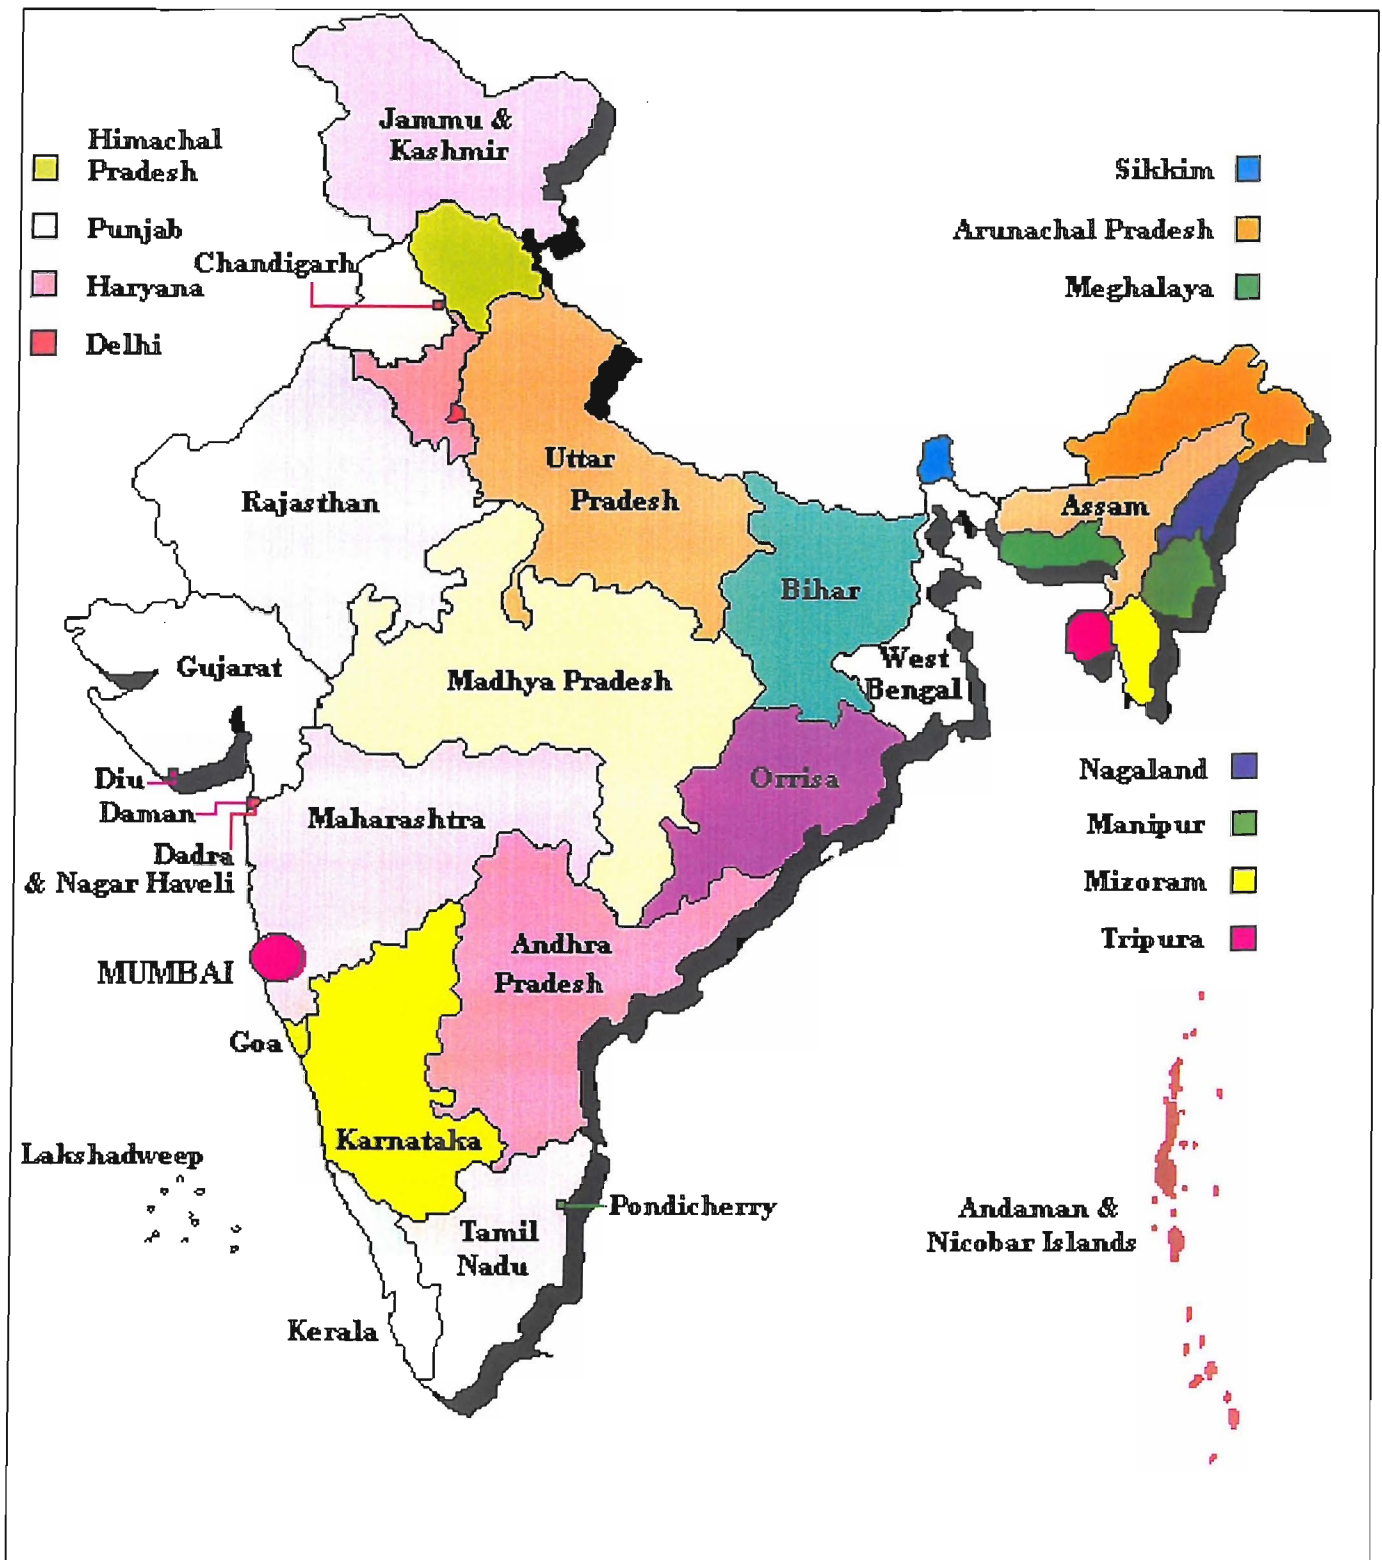 Jammu &
Kashmir
Himachal
Pradesh
Punjab
Chandigarh
Haryana
Delhi
Sikkim
Arunachal Pradesh
Meghalaya
Uttar
Pradesh
Rajasthan
Assam
Bihar
Gujarat
Madhya Pradesh
West
Bengal
Diu
Daman
Dadra
& Nagar Haveli
Maharashtra
Orrisa
Nagaland
Manipur
Mizoram
Tripura
MUMBAI
Andhra
Pradesh
Goa
Karnataka
Lakshadweep
Pondicherry
Tamil
Nadu
Andaman &
Nicobar Islands
Kerala